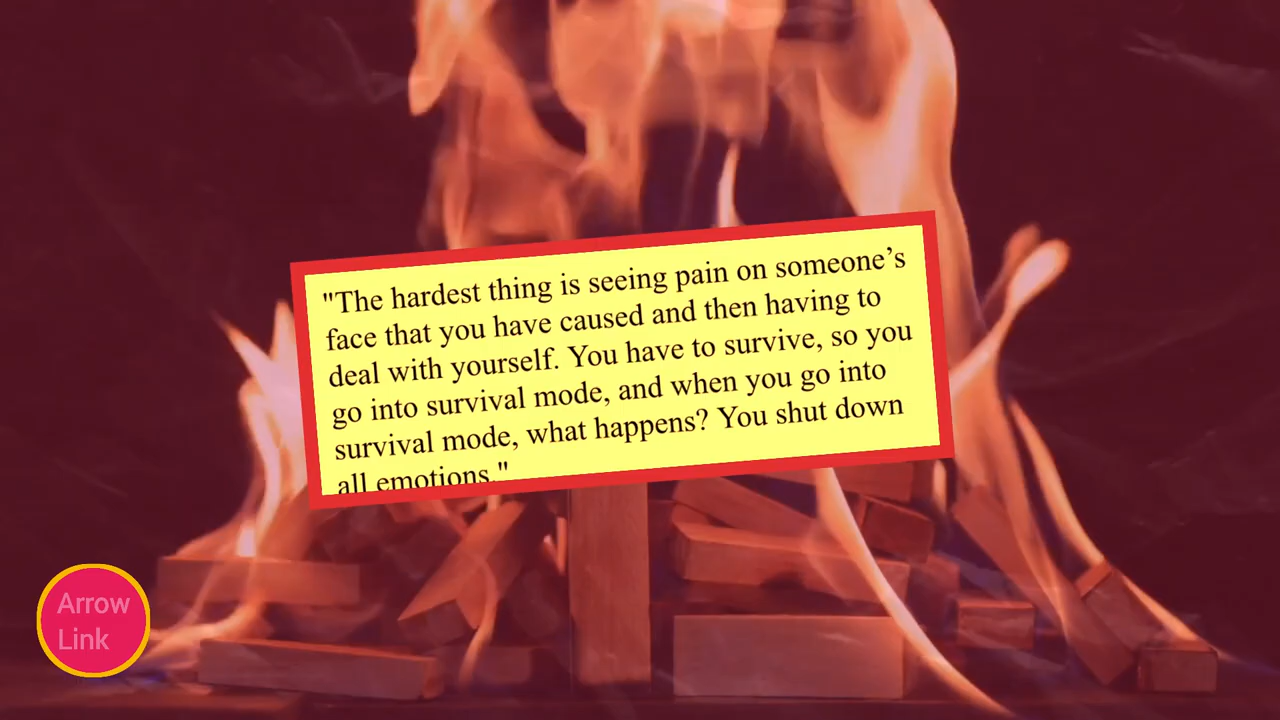 "The hardest thing is seeing pain on someone’s
face that you have caused and then having to
deal with yourself. You have to survive, so you
go into survival mode, and when you go into
survival mode, what happens? You shut down
all emotions."
Arrow
Link